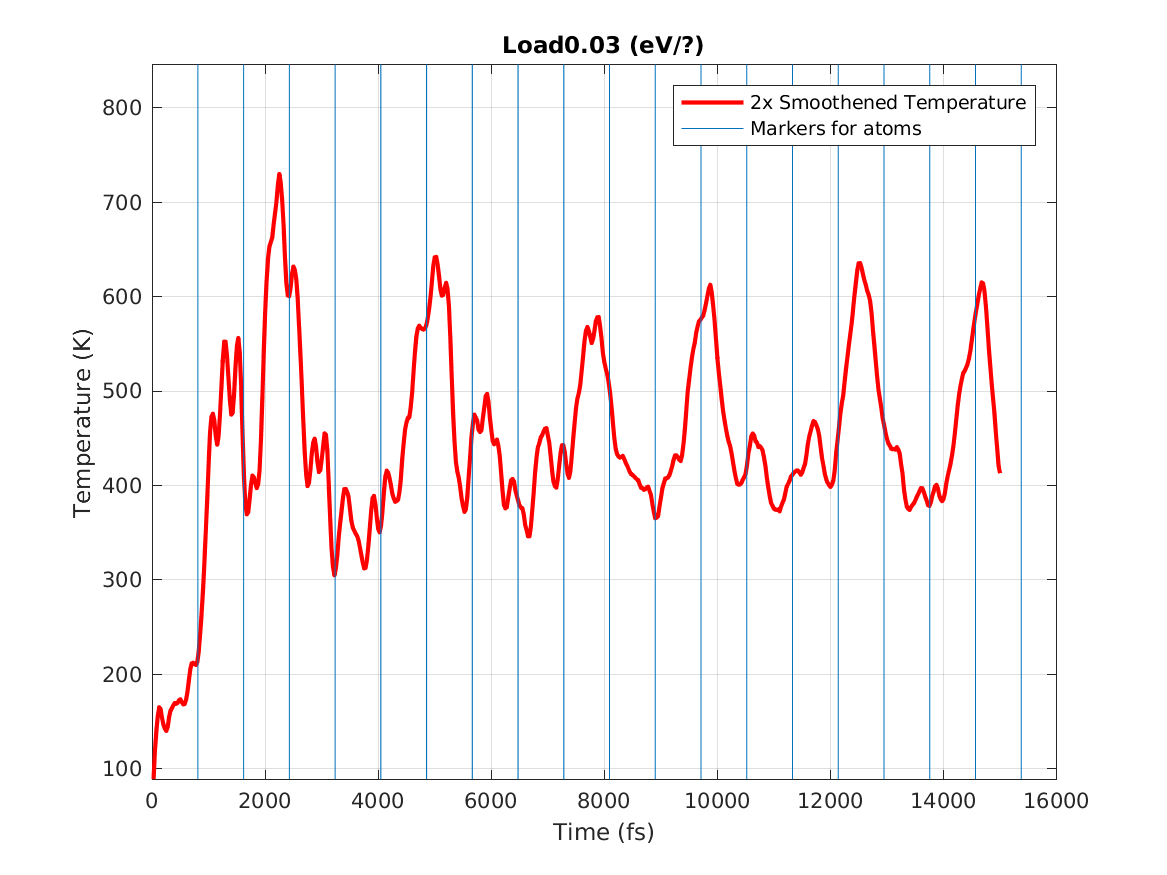 Load0.03 (eV/?)
2x Smoothened Temperature
Markers for atoms
Temperature (K)
800
700
600
500
400
300
200
100
0 2000 4000 6000 8000 10000 12000 14000 16000
Time (fs)